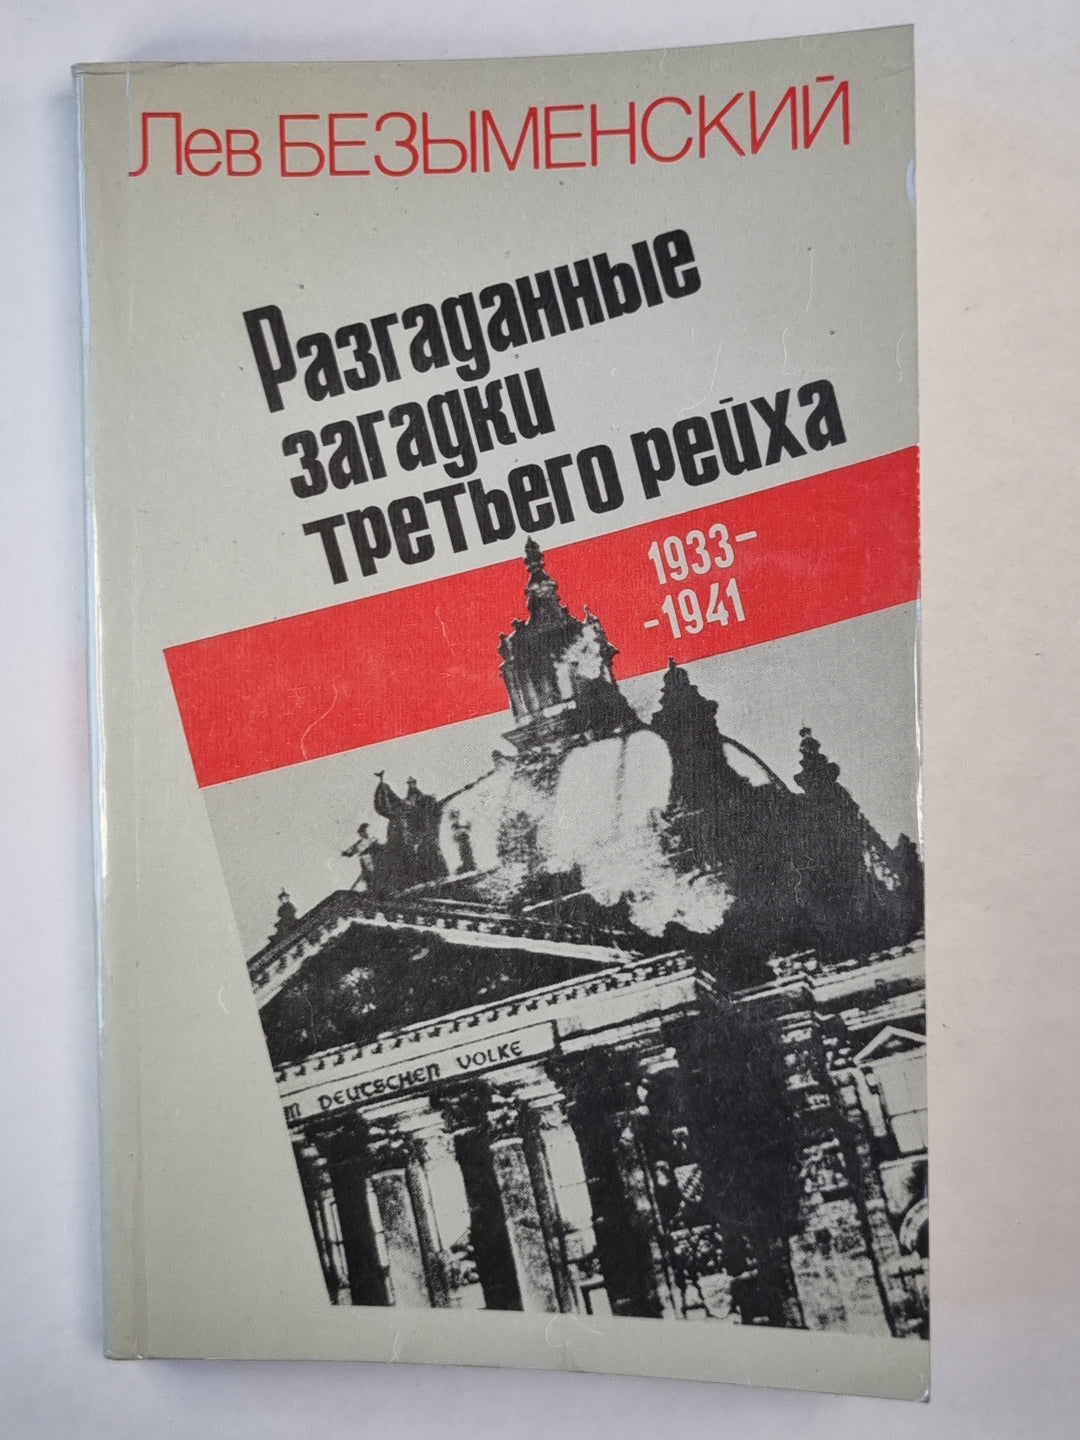 Лев БЕЗЫМЕНСКИЙ
Разгаданные
загадки
третьего рейха
1933-
-1941
M DEUTSCHEN VOLKE